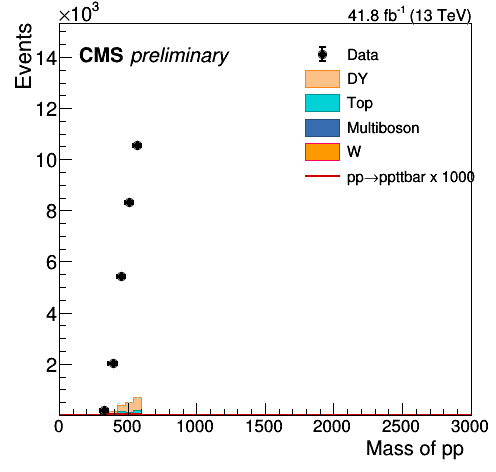 ×10³
41.8 fb⁻¹ (13 TeV)
Events
CMS preliminary
Data
DY
Top
Multiboson
W
pp→ppttbar x 1000
14
12
10
8
6
4
2
0 500 1000 1500 2000 2500 3000
Mass of pp